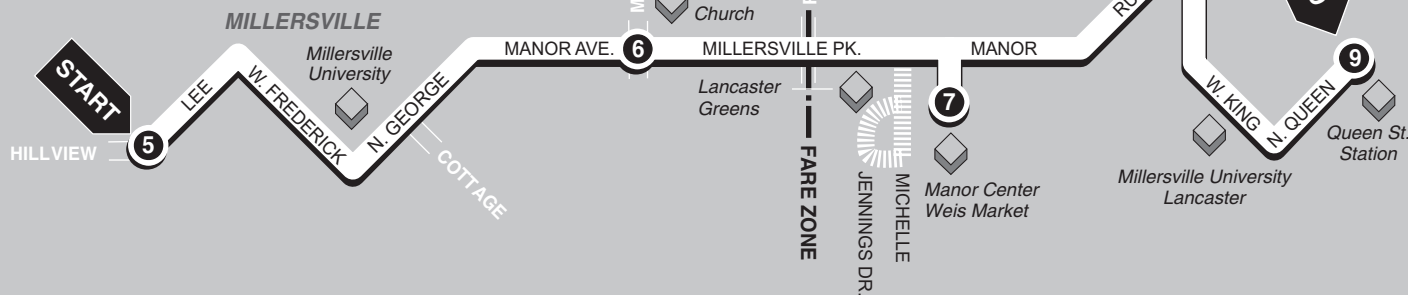 MILLERSVILLE
Church
Millersville
University
START
LEE
W. FREDERICK
N. GEORGE
MANOR AVE.
6
MILLERSVILLE PK.
MANOR
RU
Lancaster
Greens
5
HILLVIEW
COTTAGE
FARE ZONE
JENNINGS DR.
MICHELLE
7
Manor Center
Weis Market
W. KING
N. QUEEN
9
Queen St.
Station
Millersville University
Lancaster